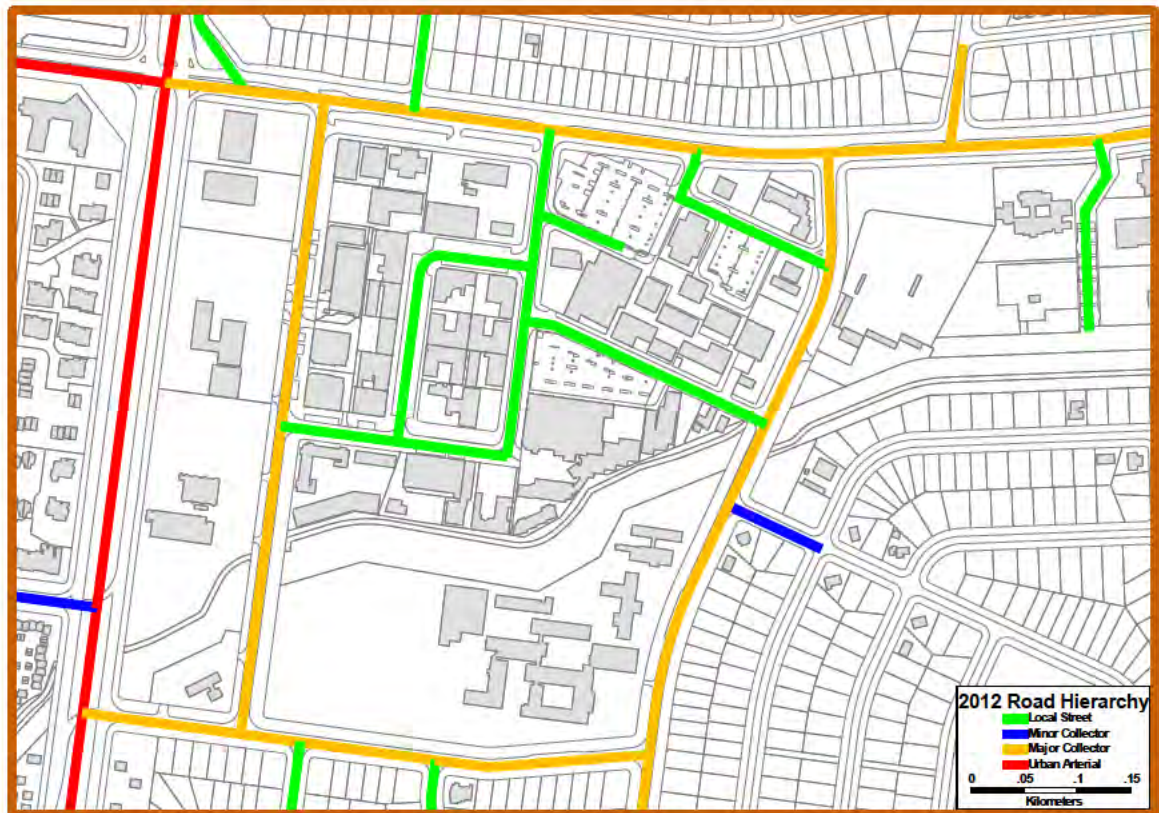 2012 Road Hierarchy
Local Street
Minor Collector
Major Collector
Urban Arterial
0 .05 .1 .15
Kilometers